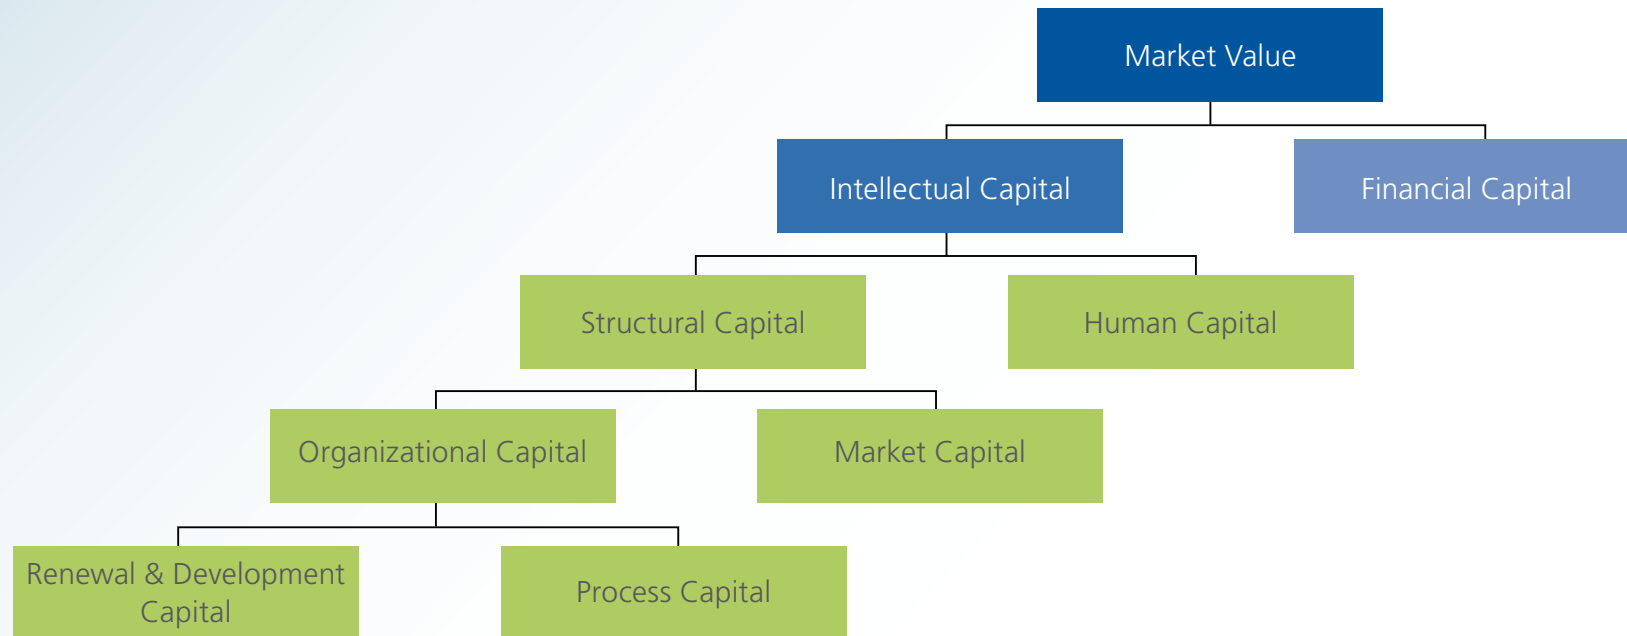 Market Value
Intellectual Capital
Financial Capital
Structural Capital
Human Capital
Organizational Capital
Market Capital
Renewal & Development
Capital
Process Capital